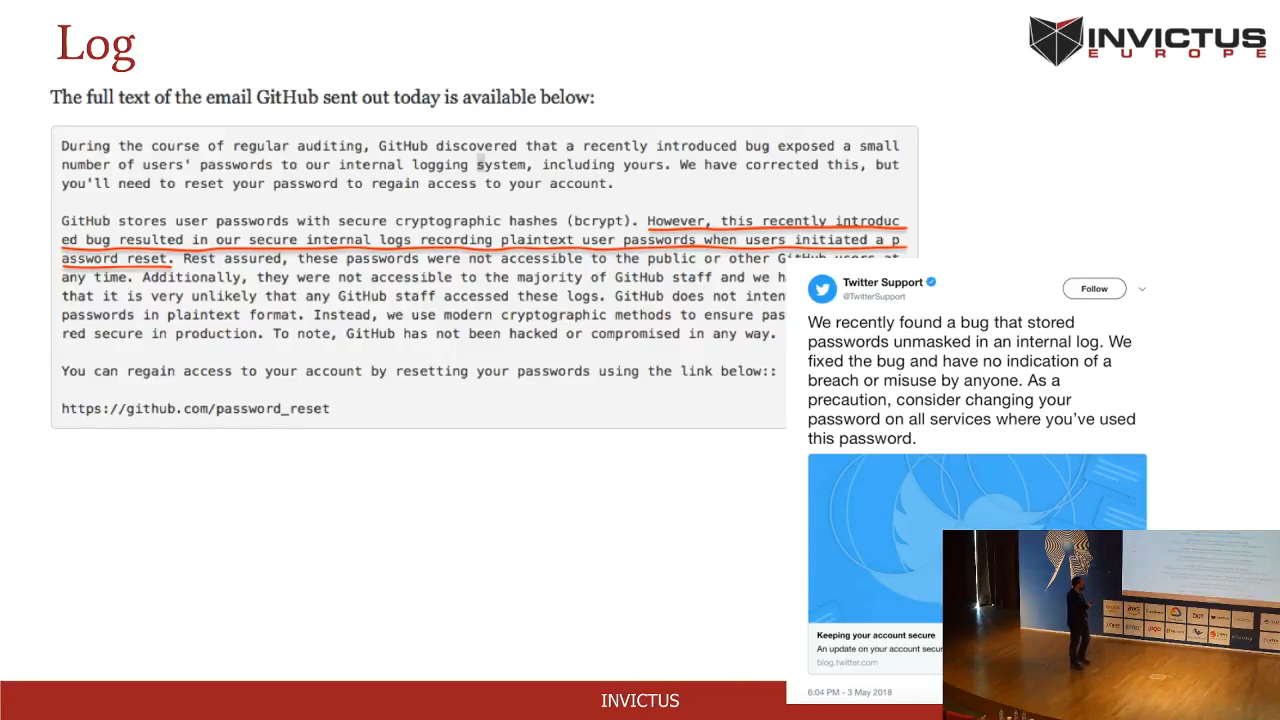 Log
INVICTUS
EUROPE
The full text of the email GitHub sent out today is available below:
During the course of regular auditing, GitHub discovered that a recently introduced bug exposed a small
number of users' passwords to our internal logging system, including yours. We have corrected this, but
you'll need to reset your password to regain access to your account.
GitHub stores user passwords with secure cryptographic hashes (bcrypt). However, this recently introduc
ed bug resulted in our secure internal logs recording plaintext user passwords when users initiated a p
assword reset. Rest assured, these passwords were not accessible to the public or other GitHub users at
any time. Additionally, they were not accessible to the majority of GitHub staff and we h
that it is very unlikely that any GitHub staff accessed these logs. GitHub does not inten
passwords in plaintext format. Instead, we use modern cryptographic methods to ensure pas
red secure in production. To note, GitHub has not been hacked or compromised in any way.
You can regain access to your account by resetting your passwords using the link below::
https://github.com/password_reset
Twitter Support
@TwitterSupport
Follow
We recently found a bug that stored
passwords unmasked in an internal log. We
fixed the bug and have no indication of a
breach or misuse by anyone. As a
precaution, consider changing your
password on all services where you've used
this password.
Keeping your account secure
An update on your account secur
blog.twitter.com
6:04 PM - 3 May 2018
INVICTUS